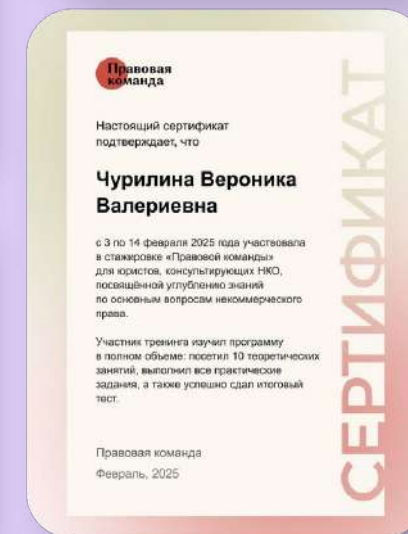 Правовая
команда
Настоящий сертификат
подтверждает, что
Чурилина Вероника
Валериевна
с 3 по 14 февраля 2025 года участвовала
в стажировке «Правовой команды»
для юристов, консультирующих НКО,
посвящённой углублению знаний
по основным вопросам некоммерческого
права.
Участник тренинга изучил программу
в полном объеме: посетил 10 теоретических
занятий, выполнил все практические
задания, а также успешно сдал итоговый
тест.
Правовая команда
Февраль, 2025
СЕРТИФИКАТ